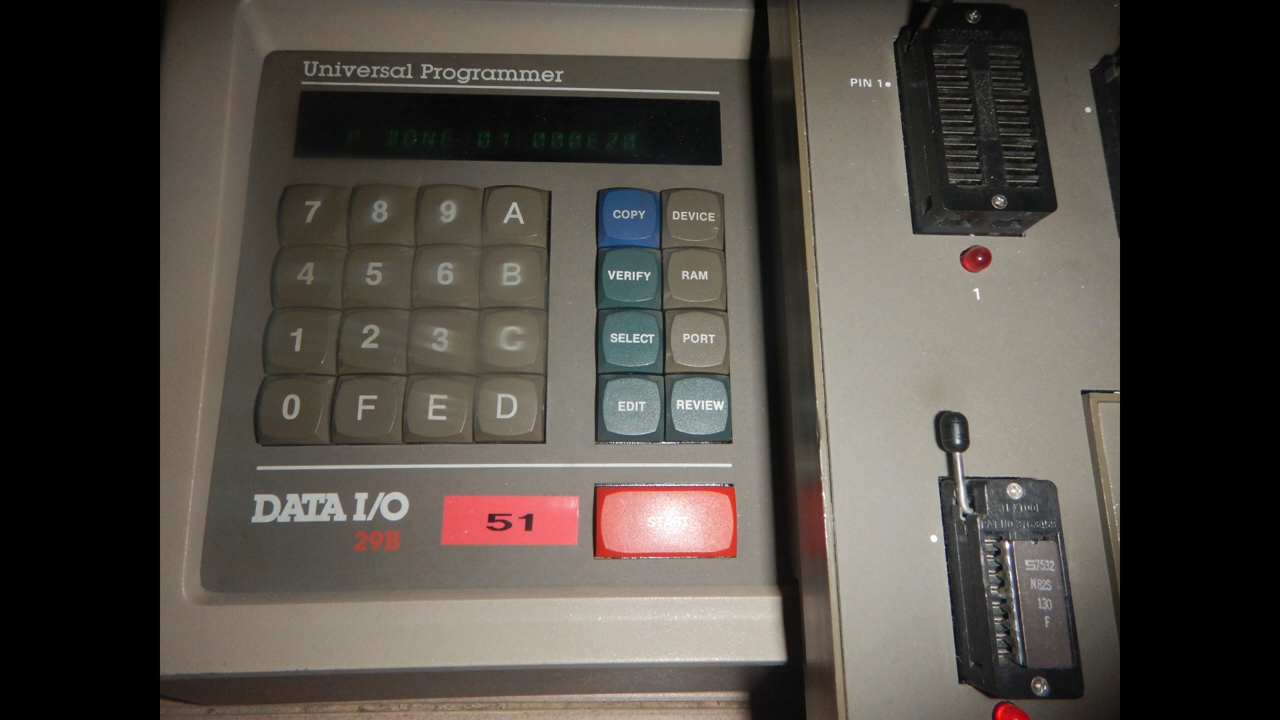 Universal Programmer
DONE 01 000E20
7 8 9 A
4 5 6 B
1 2 3 C
0 F E D
COPY DEVICE
VERIFY RAM
SELECT PORT
EDIT REVIEW
DATA I/O
29B
51
START
PIN 1
1
S7532
N82S
130
F